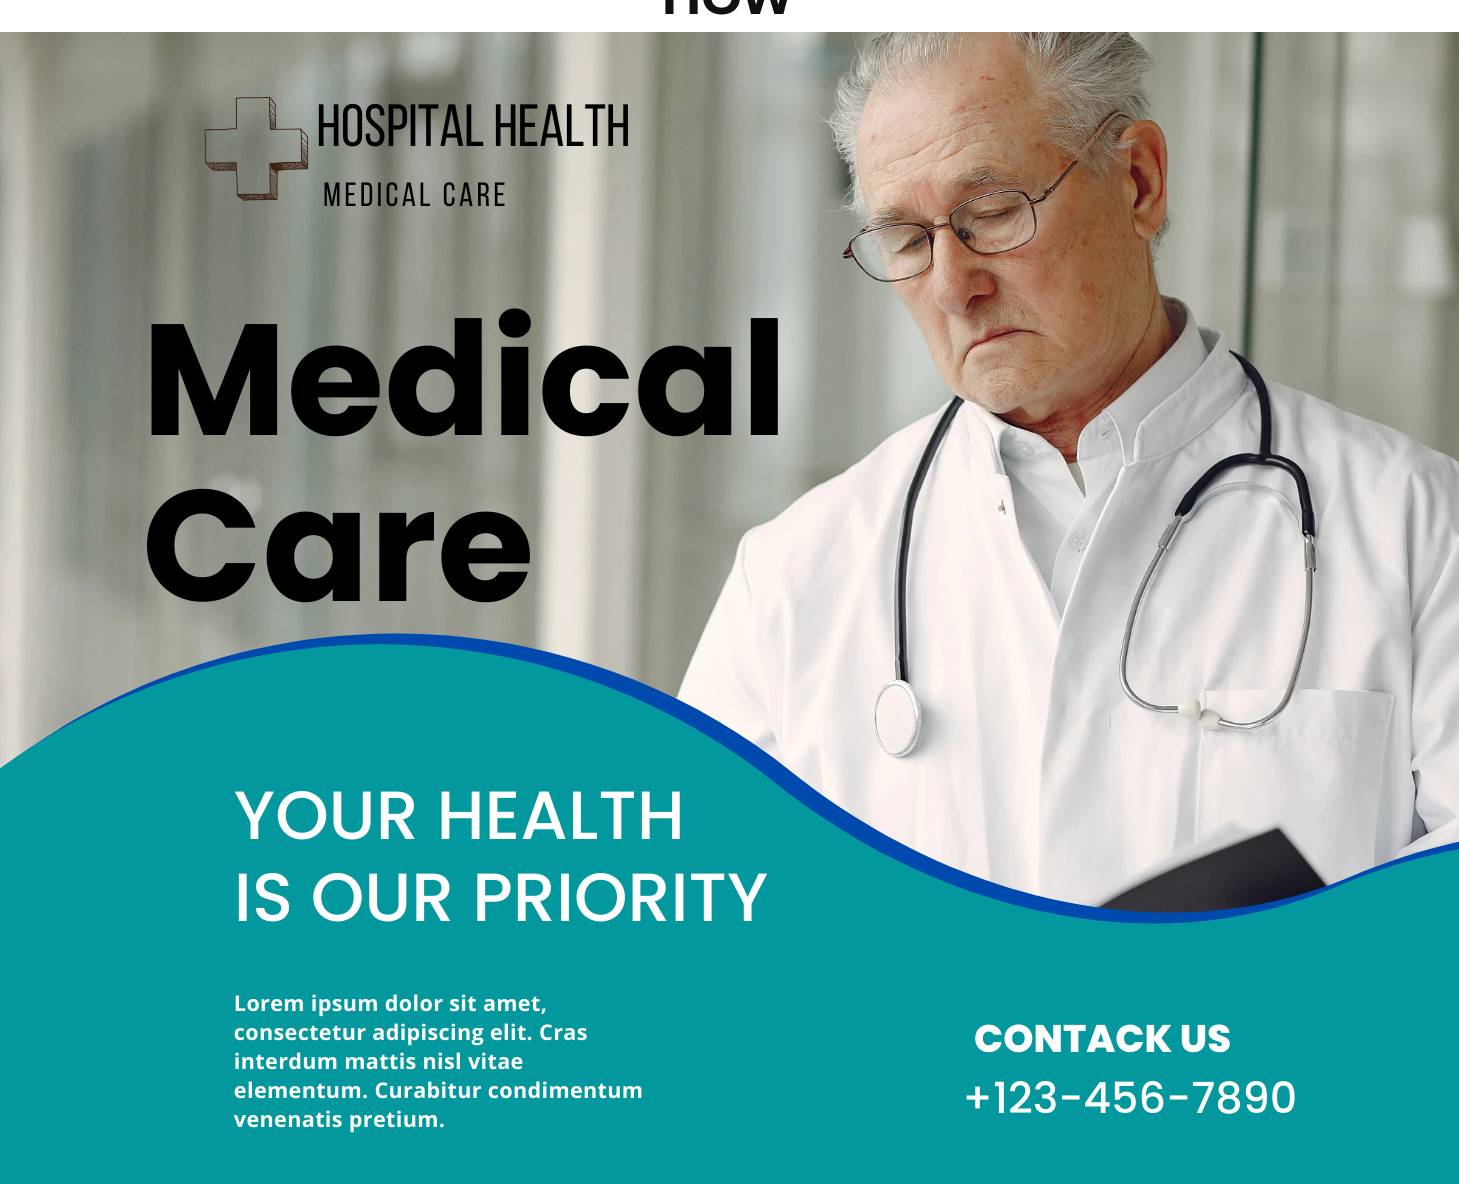 now
HOSPITAL HEALTH
MEDICAL CARE
Medical
Care
YOUR HEALTH
IS OUR PRIORITY
Lorem ipsum dolor sit amet,
consectetur adipiscing elit. Cras
interdum mattis nisl vitae
elementum. Curabitur condimentum
venenatis pretium.
CONTACK US
+123-456-7890